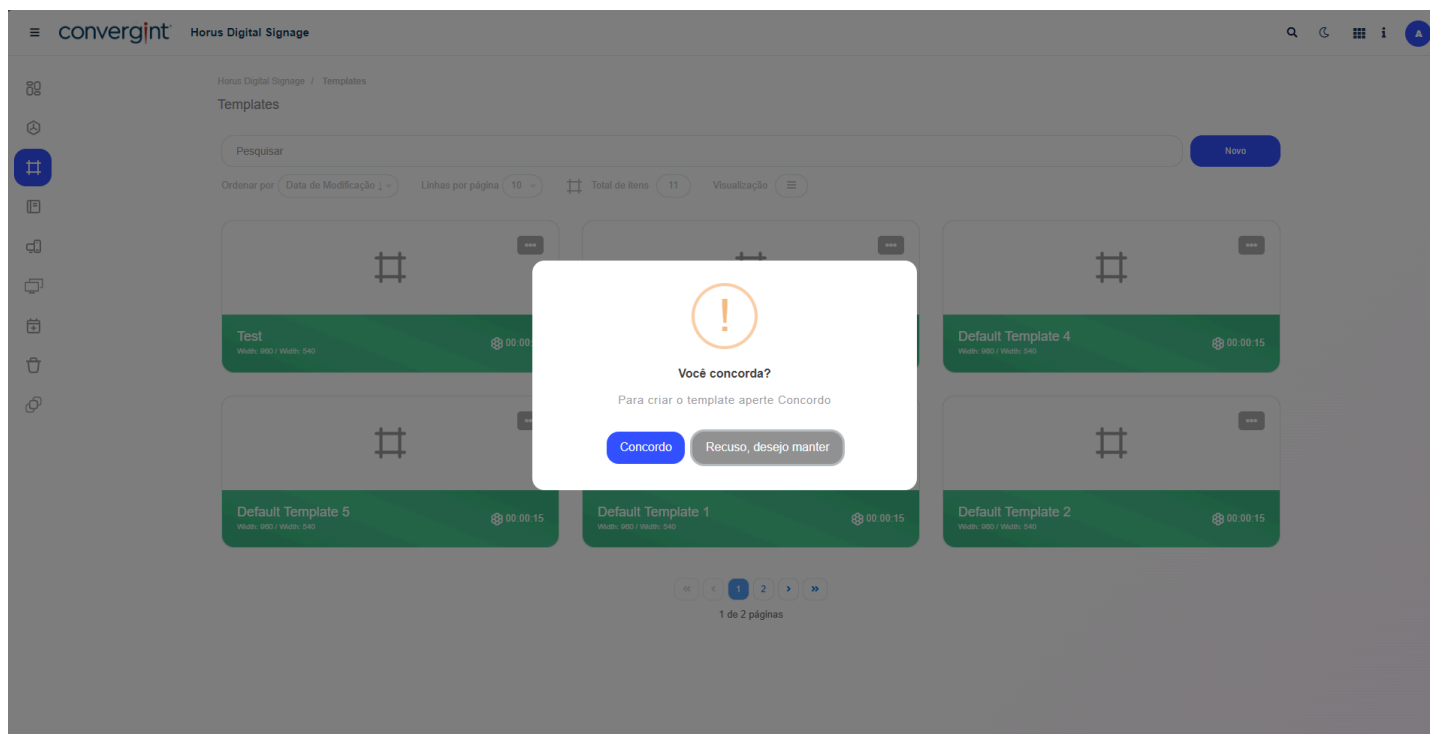 convergint Horus Digital Signage
A
Horus Digital Signage / Templates
Templates
Pesquisar
Novo
Ordenar por Data de Modificação ↓ Linhas por página 10 Total de itens 11 Visualização
Test
Width: 960 / Width: 540
00:00:
Default Template 4
Width: 960 / Width: 540
00:00:15
!
Você concorda?
Para criar o template aperte Concordo
Concordo Recuso, desejo manter
Default Template 5
Width: 960 / Width: 540
00:00:15
Default Template 1
Width: 960 / Width: 540
00:00:15
Default Template 2
Width: 960 / Width: 540
00:00:15
« ‹ 1 2 › »
1 de 2 páginas